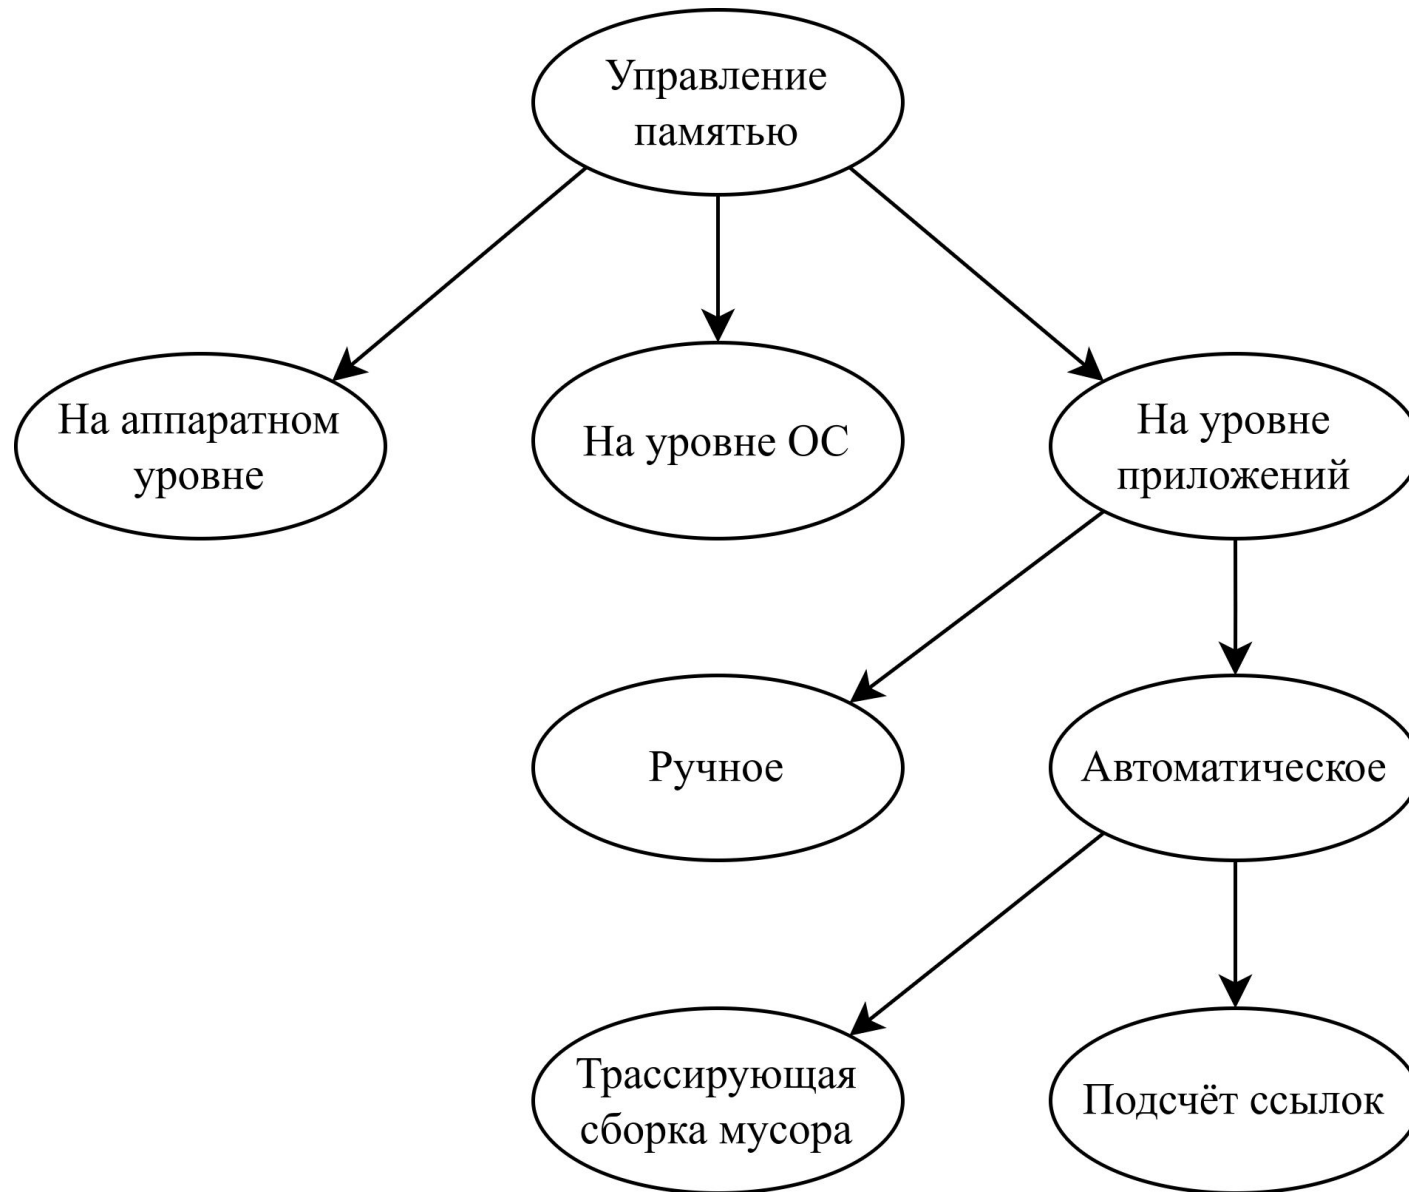 Управление
памятью
На аппаратном
уровне
На уровне ОС
На уровне
приложений
Ручное
Автоматическое
Трассирующая
сборка мусора
Подсчёт ссылок